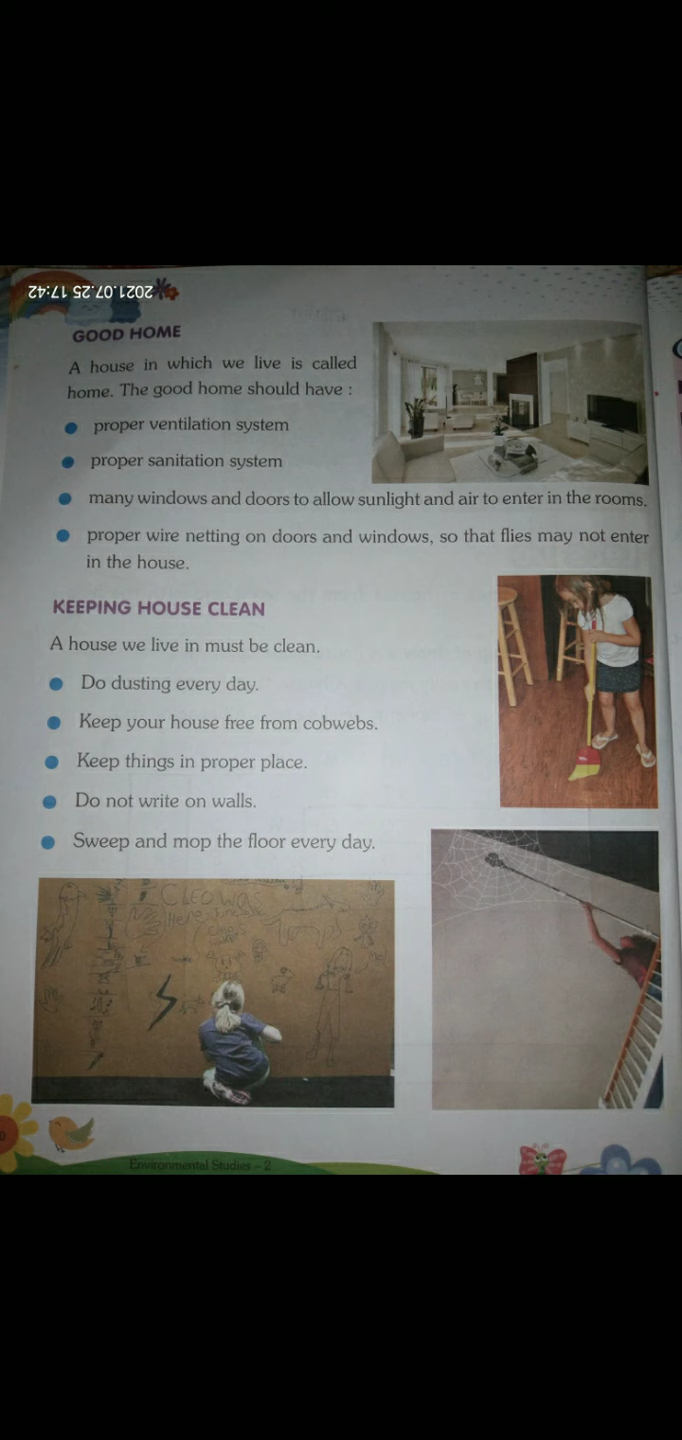 2021.07.25 17:42
GOOD HOME
A house in which we live is called
home. The good home should have :
proper ventilation system
proper sanitation system
many windows and doors to allow sunlight and air to enter in the rooms.
proper wire netting on doors and windows, so that flies may not enter
in the house.
KEEPING HOUSE CLEAN
A house we live in must be clean.
Do dusting every day.
Keep your house free from cobwebs.
Keep things in proper place.
Do not write on walls.
Sweep and mop the floor every day.
CLEO WAS
Environmental Studies – 2